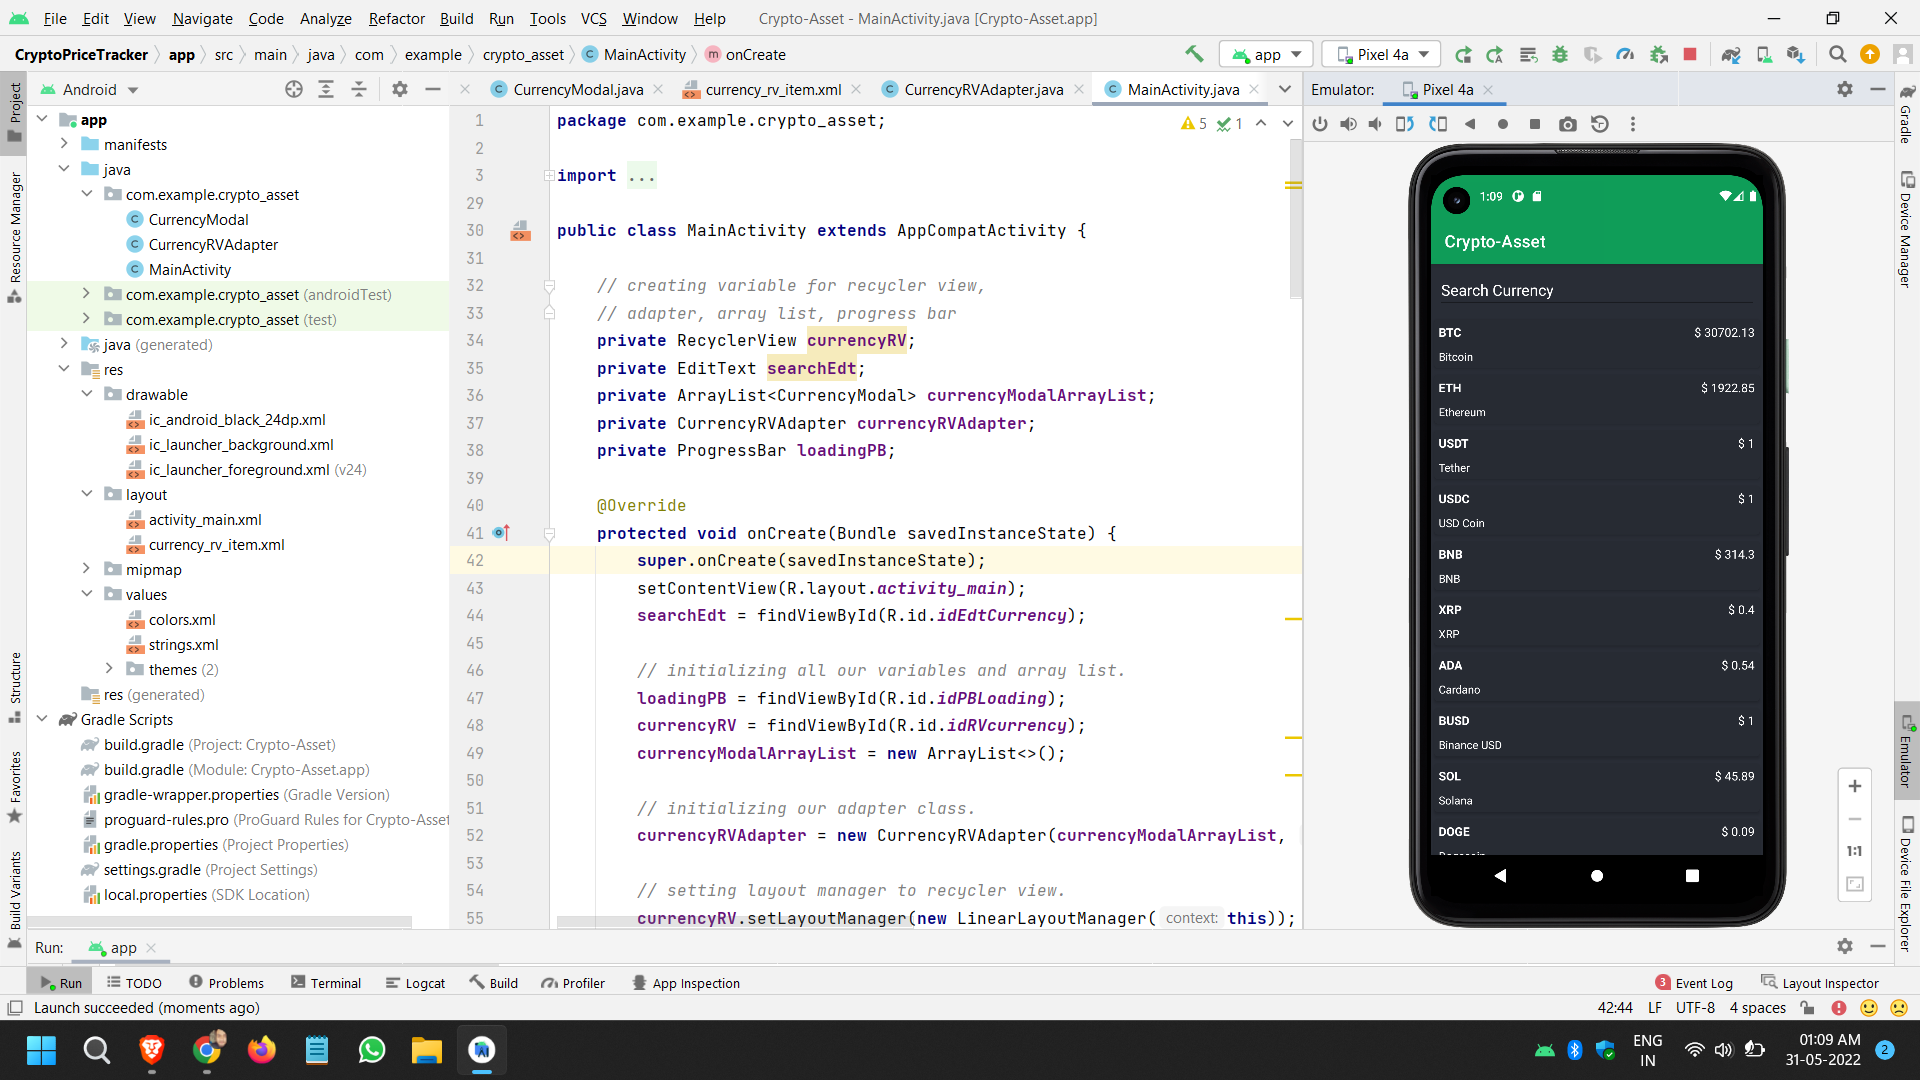 File Edit View Navigate Code Analyze Refactor Build Run Tools VCS Window Help Crypto-Asset - MainActivity.java [Crypto-Asset.app]
CryptoPriceTracker app src main java com example crypto_asset MainActivity onCreate app Pixel 4a
Android
CurrencyModal.java currency_rv_item.xml CurrencyRVAdapter.java MainActivity.java
Emulator: Pixel 4a
Project
Resource Manager
Structure
Favorites
Build Variants
app
manifests
java
com.example.crypto_asset
CurrencyModal
CurrencyRVAdapter
MainActivity
com.example.crypto_asset (androidTest)
com.example.crypto_asset (test)
java (generated)
res
drawable
ic_android_black_24dp.xml
ic_launcher_background.xml
ic_launcher_foreground.xml (v24)
layout
activity_main.xml
currency_rv_item.xml
mipmap
values
colors.xml
strings.xml
themes (2)
res (generated)
Gradle Scripts
build.gradle (Project: Crypto-Asset)
build.gradle (Module: Crypto-Asset.app)
gradle-wrapper.properties (Gradle Version)
proguard-rules.pro (ProGuard Rules for Crypto-Asset
gradle.properties (Project Properties)
settings.gradle (Project Settings)
local.properties (SDK Location)
5 1
1 package com.example.crypto_asset;
2
3 import ...
29
30 public class MainActivity extends AppCompatActivity {
31
32 // creating variable for recycler view,
33 // adapter, array list, progress bar
34 private RecyclerView currencyRV;
35 private EditText searchEdt;
36 private ArrayList<CurrencyModal> currencyModalArrayList;
37 private CurrencyRVAdapter currencyRVAdapter;
38 private ProgressBar loadingPB;
39
40 @Override
41 protected void onCreate(Bundle savedInstanceState) {
42 super.onCreate(savedInstanceState);
43 setContentView(R.layout.activity_main);
44 searchEdt = findViewById(R.id.idEdtCurrency);
45
46 // initializing all our variables and array list.
47 loadingPB = findViewById(R.id.idPBLoading);
48 currencyRV = findViewById(R.id.idRVcurrency);
49 currencyModalArrayList = new ArrayList<>();
50
51 // initializing our adapter class.
52 currencyRVAdapter = new CurrencyRVAdapter(currencyModalArrayList,
53
54 // setting layout manager to recycler view.
55 currencyRV.setLayoutManager(new LinearLayoutManager( context: this));
1:09
Crypto-Asset
Search Currency
BTC $ 30702.13
Bitcoin
ETH $ 1922.85
Ethereum
USDT $ 1
Tether
USDC $ 1
USD Coin
BNB $ 314.3
BNB
XRP $ 0.4
XRP
ADA $ 0.54
Cardano
BUSD $ 1
Binance USD
SOL $ 45.89
Solana
DOGE $ 0.09
1:1
Gradle
Device Manager
Emulator
Device File Explorer
Run: app
Run TODO Problems Terminal Logcat Build Profiler App Inspection 3 Event Log Layout Inspector
Launch succeeded (moments ago) 42:44 LF UTF-8 4 spaces
ENG
IN
01:09 AM
31-05-2022
2